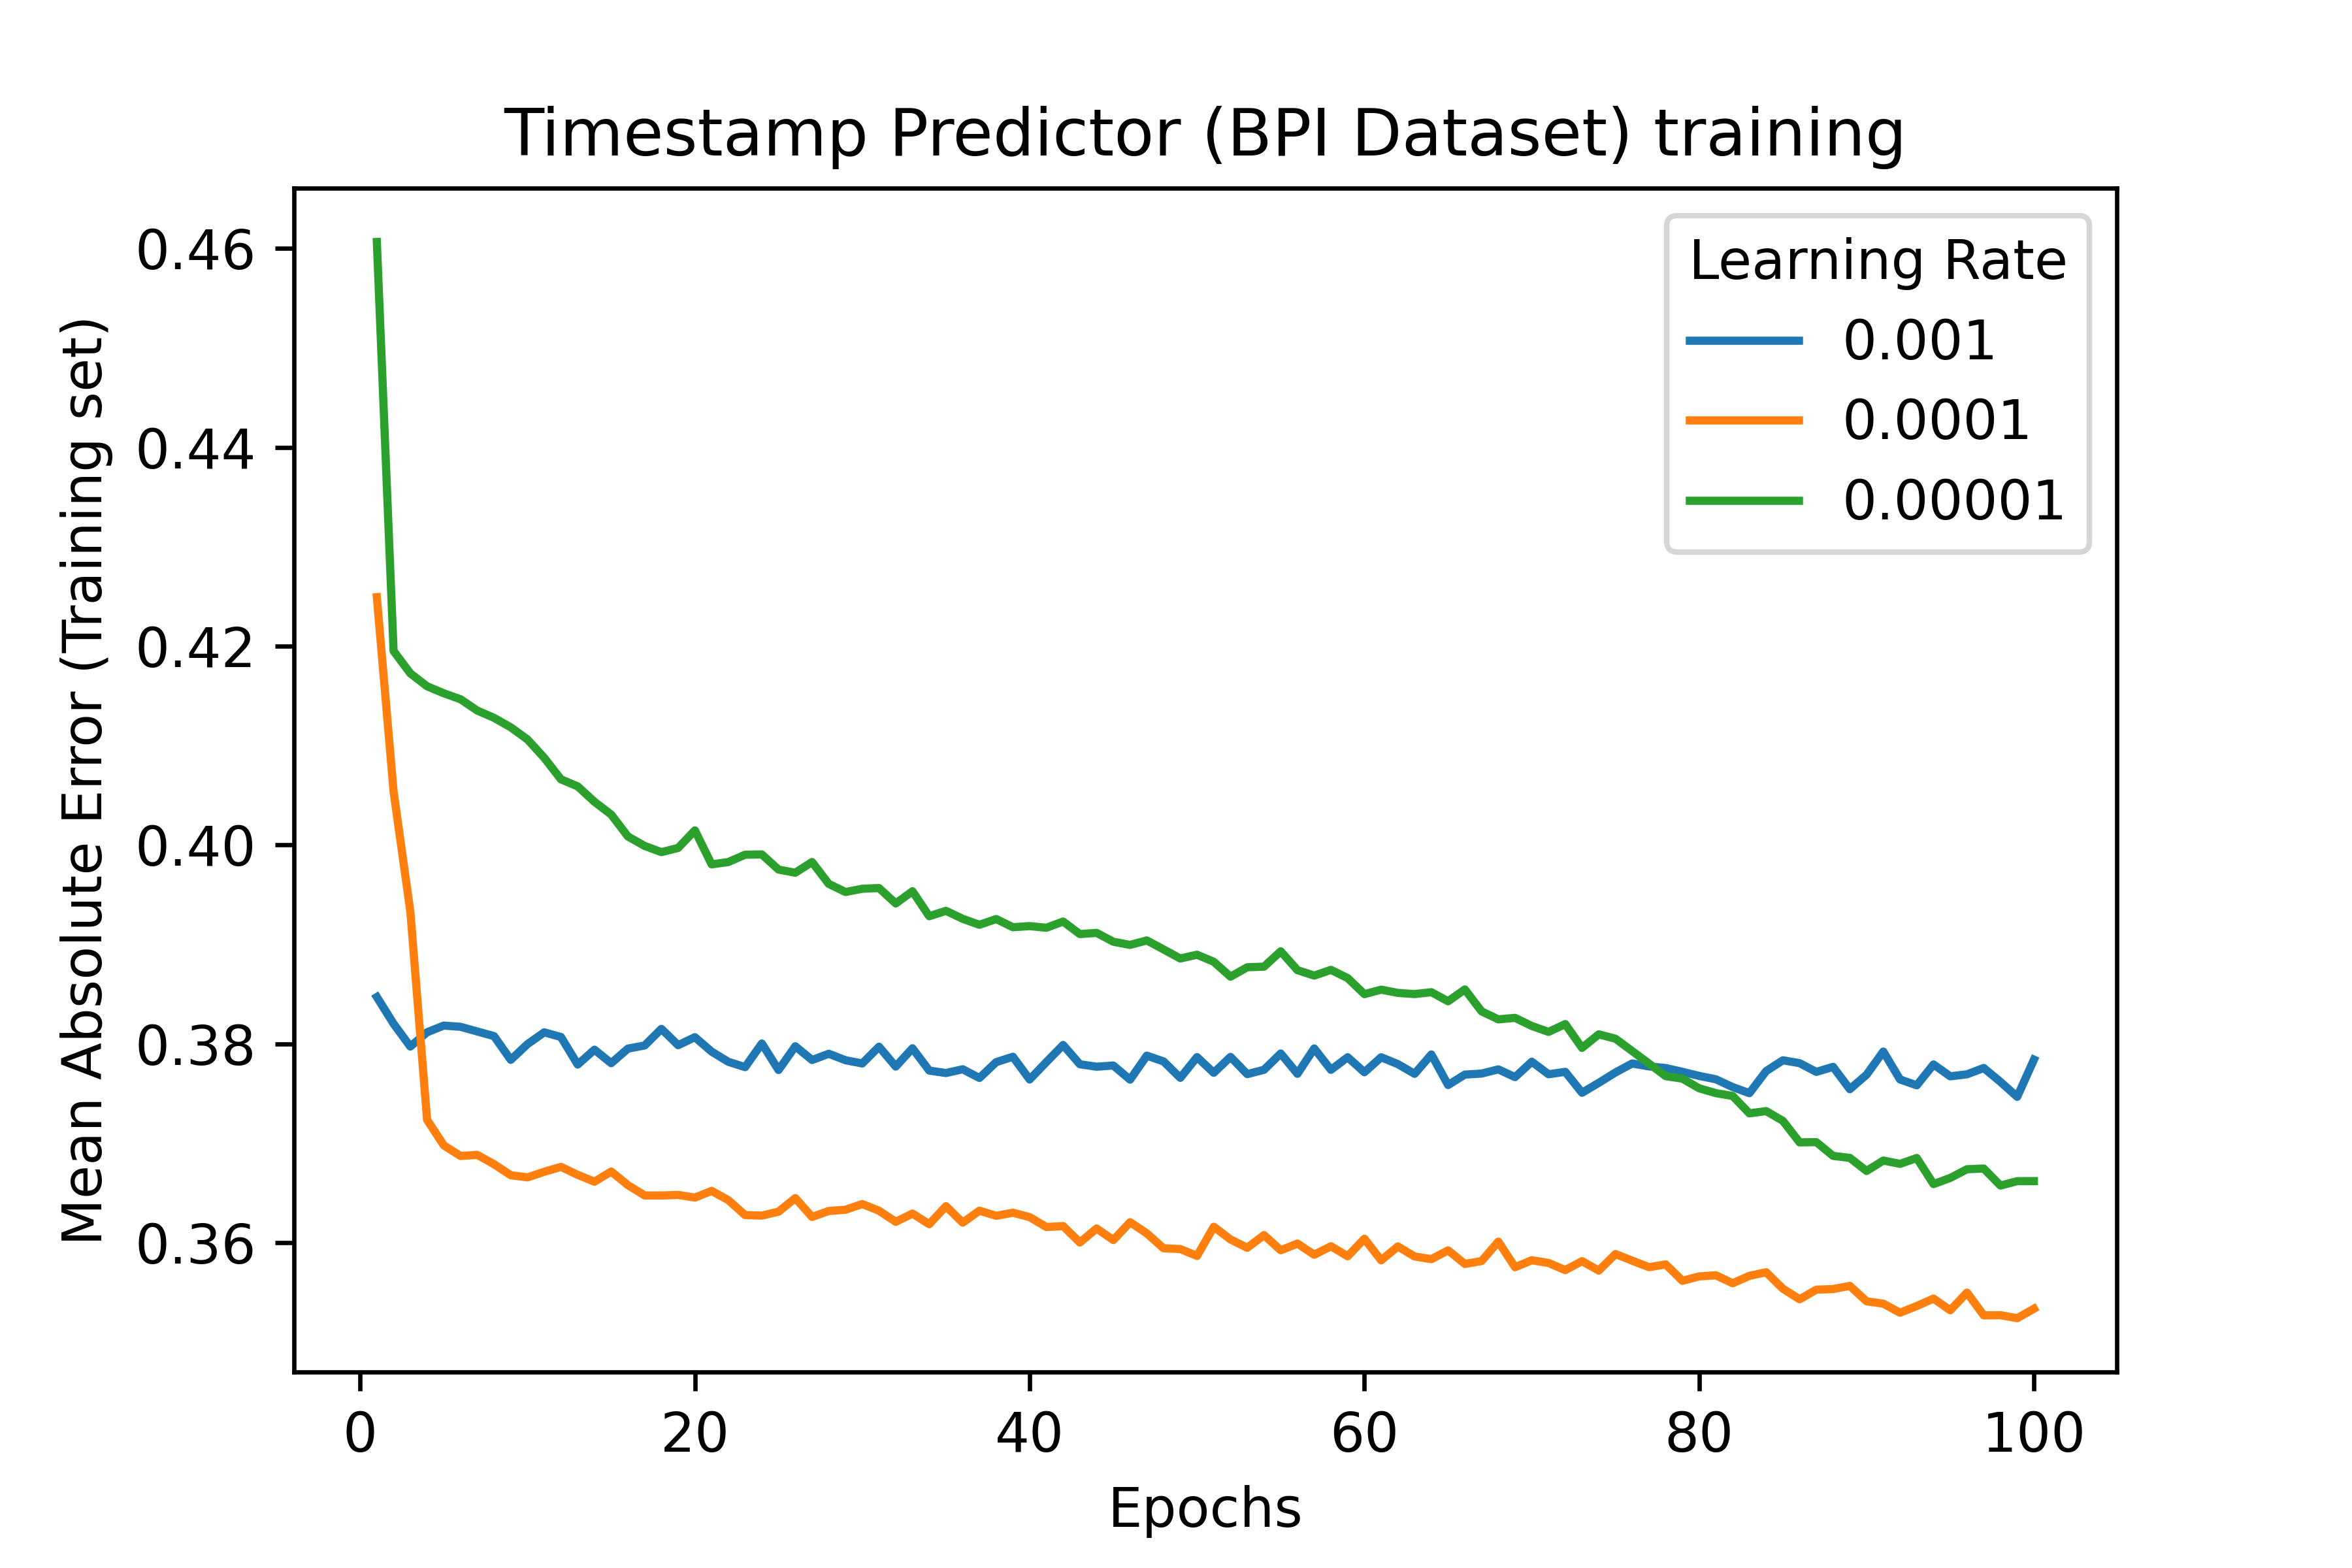 Timestamp Predictor (BPI Dataset) training
Mean Absolute Error (Training set)
0.46
0.44
0.42
0.40
0.38
0.36
Learning Rate
0.001
0.0001
0.00001
0 20 40 60 80 100
Epochs